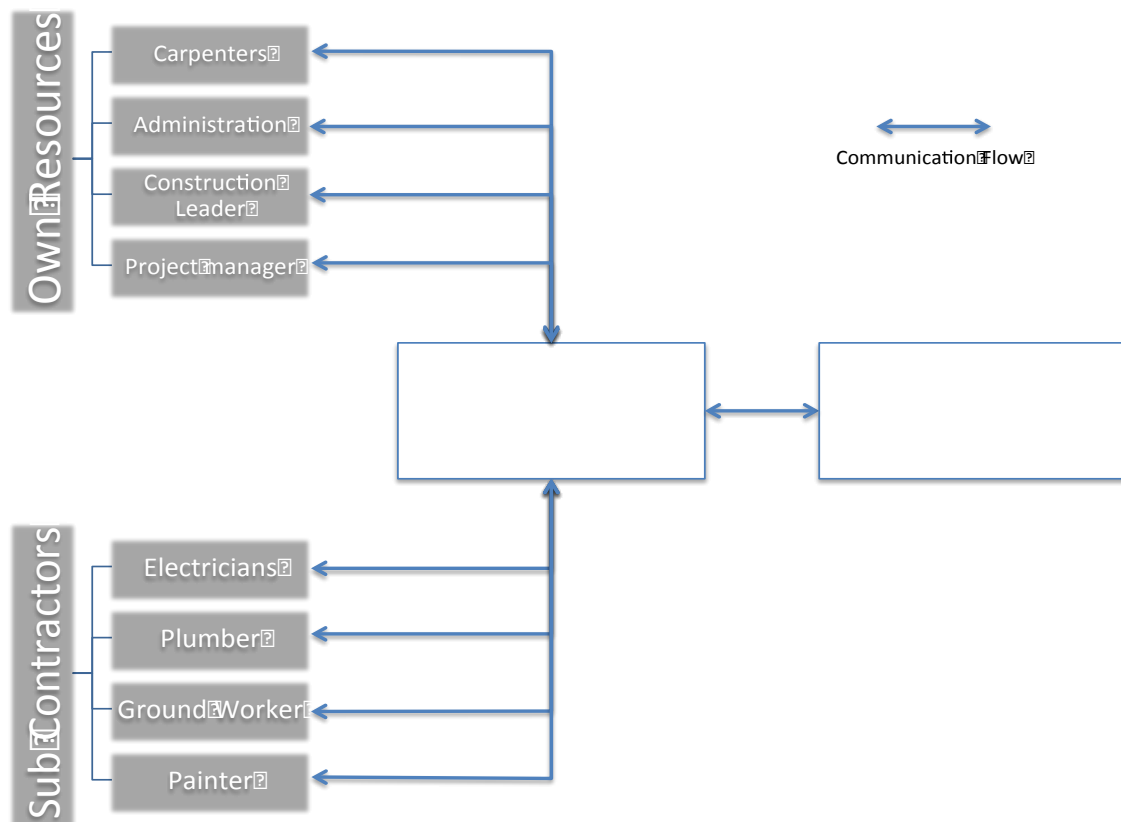 Own Resources
Carpenters
Administration
Construction
Leader
Project manager
Communication Flow
Sub Contractors
Electricians
Plumber
Ground Worker
Painter